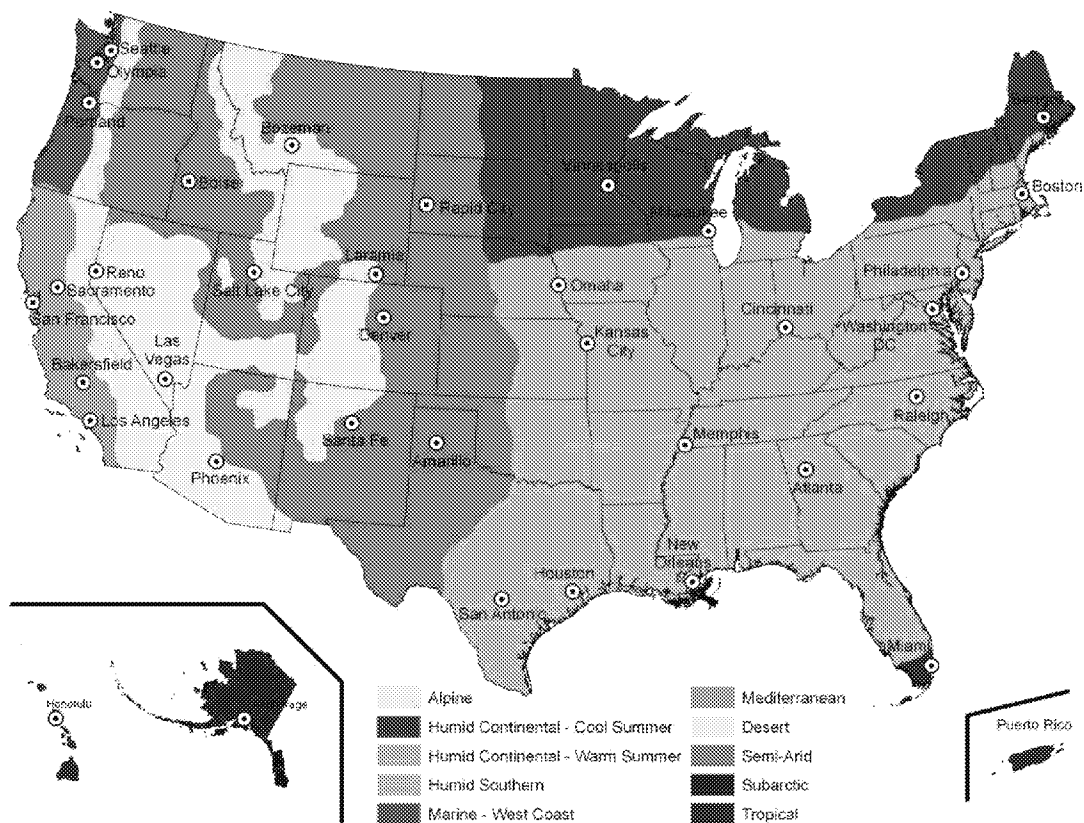 Seattle
Olympia
Portland
Bozeman
Boise
Rapid City
Minneapolis
Milwaukee
Bangor
Boston
Reno
Sacramento
San Francisco
Salt Lake City
Laramie
Denver
Omaha
Kansas
City
Cincinnati
Philadelphia
Washington
DC
Las
Vegas
Bakersfield
Los Angeles
Phoenix
Santa Fe
Amarillo
Memphis
Raleigh
Atlanta
New
Orleans
Houston
San Antonio
Miami
Honolulu
Puerto Rico
Alpine
Humid Continental - Cool Summer
Humid Continental - Warm Summer
Humid Southern
Marine - West Coast
Mediterranean
Desert
Semi-Arid
Subarctic
Tropical